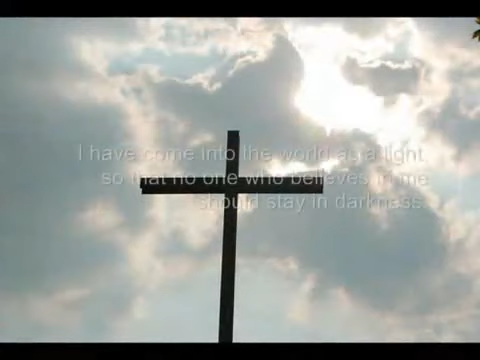 I have come into the world as a light,
so that no one who believes in me
should stay in darkness.